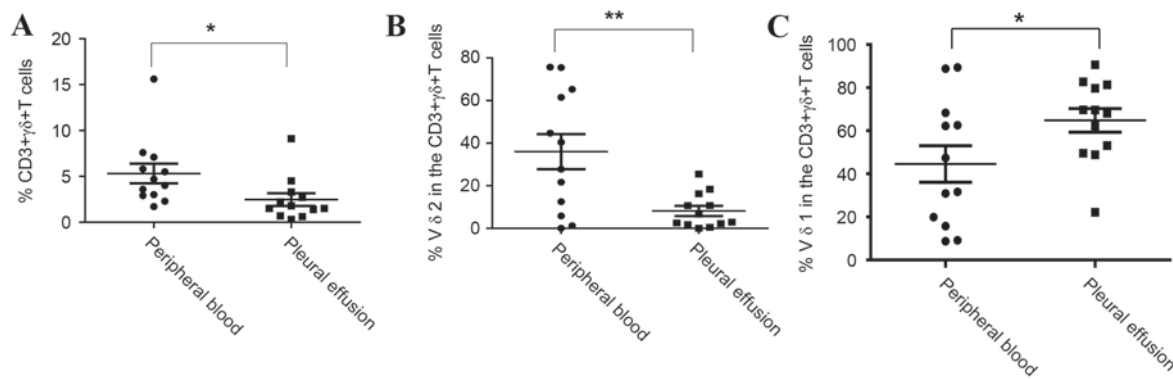 A
*
% CD3+γδ+T cells
20
15
10
5
0
Peripheral blood
Pleural effusion
B
**
% V δ 2 in the CD3+γδ+T
80
60
40
20
0
Peripheral blood
Pleural effusion
C
*
% V δ 1 in the CD3+γδ+T
100
80
60
40
20
0
Peripheral blood
Pleural effusion